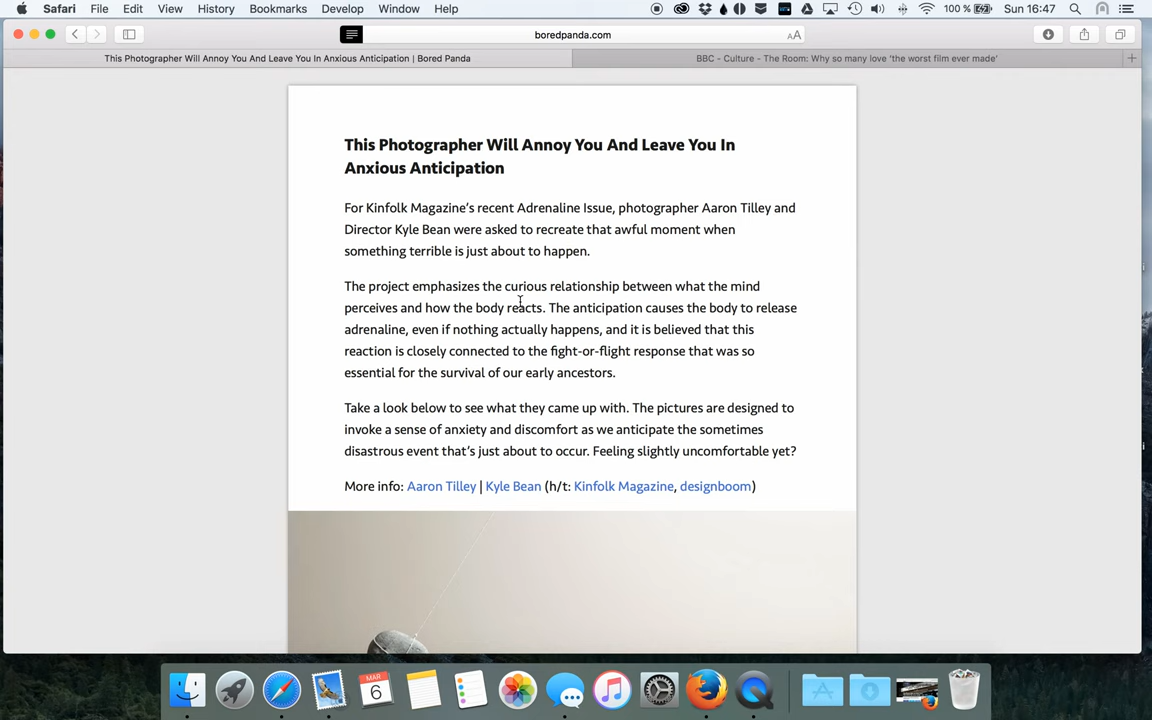 Safari File Edit View History Bookmarks Develop Window Help 100 % Sun 16:47
boredpanda.com AA
This Photographer Will Annoy You And Leave You In Anxious Anticipation | Bored Panda
BBC - Culture - The Room: Why so many love 'the worst film ever made'
This Photographer Will Annoy You And Leave You In
Anxious Anticipation
For Kinfolk Magazine's recent Adrenaline Issue, photographer Aaron Tilley and
Director Kyle Bean were asked to recreate that awful moment when
something terrible is just about to happen.
The project emphasizes the curious relationship between what the mind
perceives and how the body reacts. The anticipation causes the body to release
adrenaline, even if nothing actually happens, and it is believed that this
reaction is closely connected to the fight-or-flight response that was so
essential for the survival of our early ancestors.
Take a look below to see what they came up with. The pictures are designed to
invoke a sense of anxiety and discomfort as we anticipate the sometimes
disastrous event that's just about to occur. Feeling slightly uncomfortable yet?
More info: Aaron Tilley | Kyle Bean (h/t: Kinfolk Magazine, designboom)
MAR
6